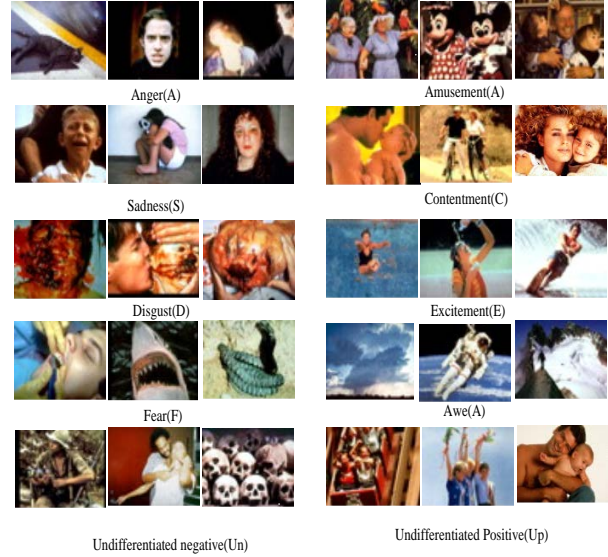 Anger(A)
Amusement(A)
Sadness(S)
Contentment(C)
Disgust(D)
Excitement(E)
Fear(F)
Awe(A)
Undifferentiated negative(Un)
Undifferentiated Positive(Up)